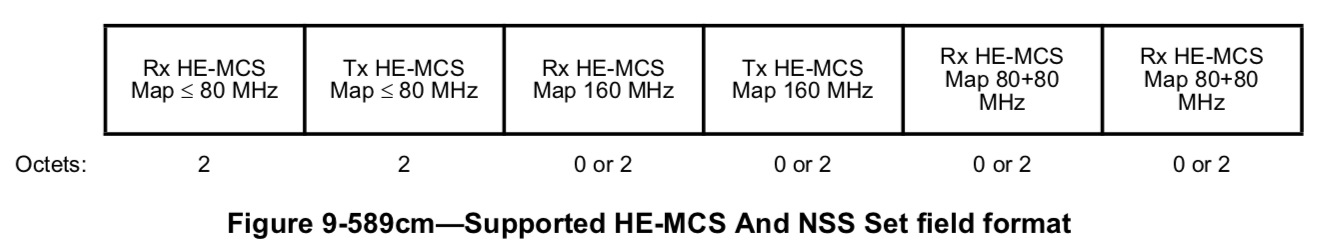 Rx HE-MCS
Map ≤ 80 MHz
Tx HE-MCS
Map ≤ 80 MHz
Rx HE-MCS
Map 160 MHz
Tx HE-MCS
Map 160 MHz
Rx HE-MCS
Map 80+80
MHz
Rx HE-MCS
Map 80+80
MHz
Octets: 2 2 0 or 2 0 or 2 0 or 2 0 or 2
Figure 9-589cm—Supported HE-MCS And NSS Set field format